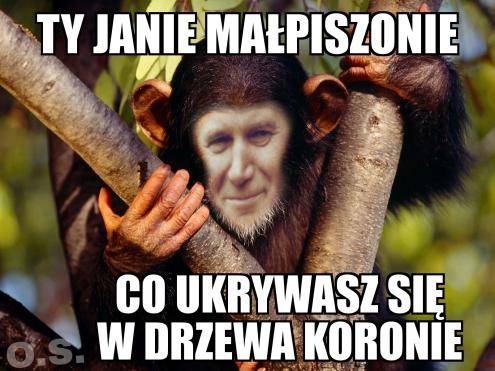 TY JANIE MAŁPISZONIE
CO UKRYWASZ SIĘ
W DRZEWA KORONIE
o.s.